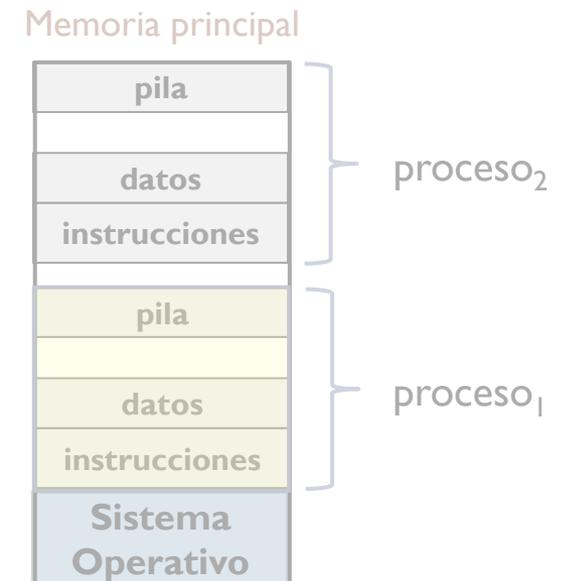 Memoria principal
pila
datos
proceso₂
instrucciones
pila
datos
proceso₁
instrucciones
Sistema
Operativo